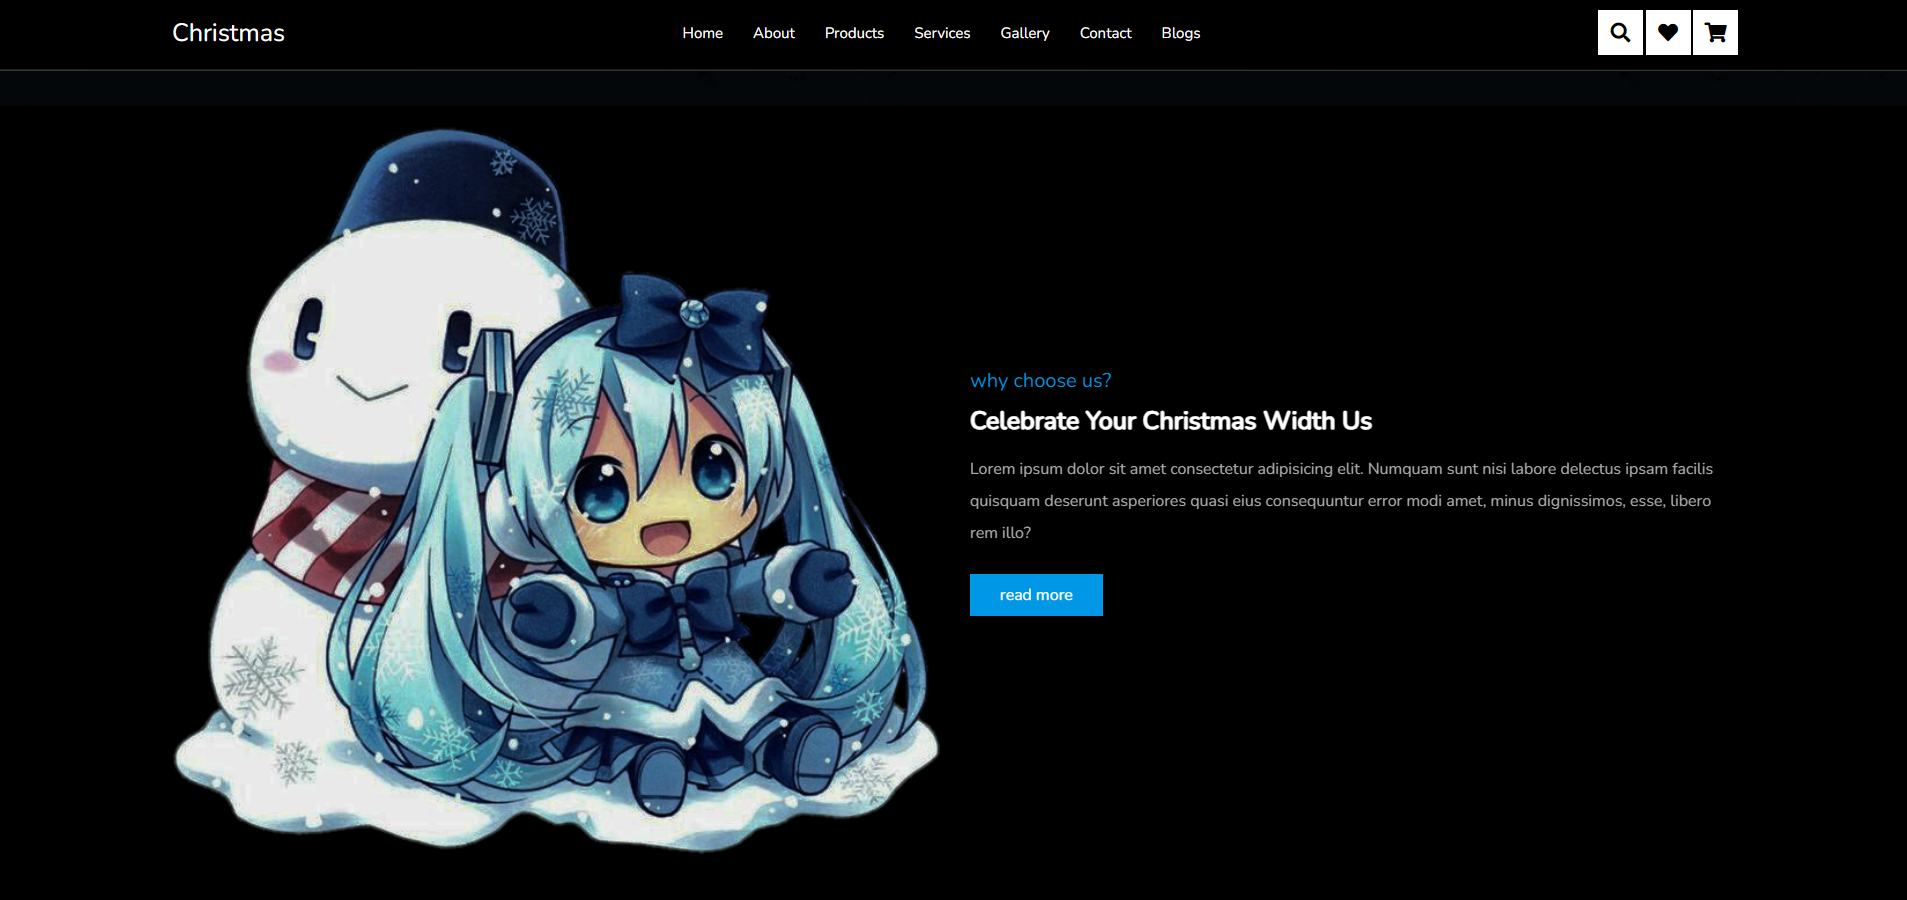 Christmas
Home About Products Services Gallery Contact Blogs
why choose us?
Celebrate Your Christmas Width Us
Lorem ipsum dolor sit amet consectetur adipisicing elit. Numquam sunt nisi labore delectus ipsam facilis
quisquam deserunt asperiores quasi eius consequuntur error modi amet, minus dignissimos, esse, libero
rem illo?
read more